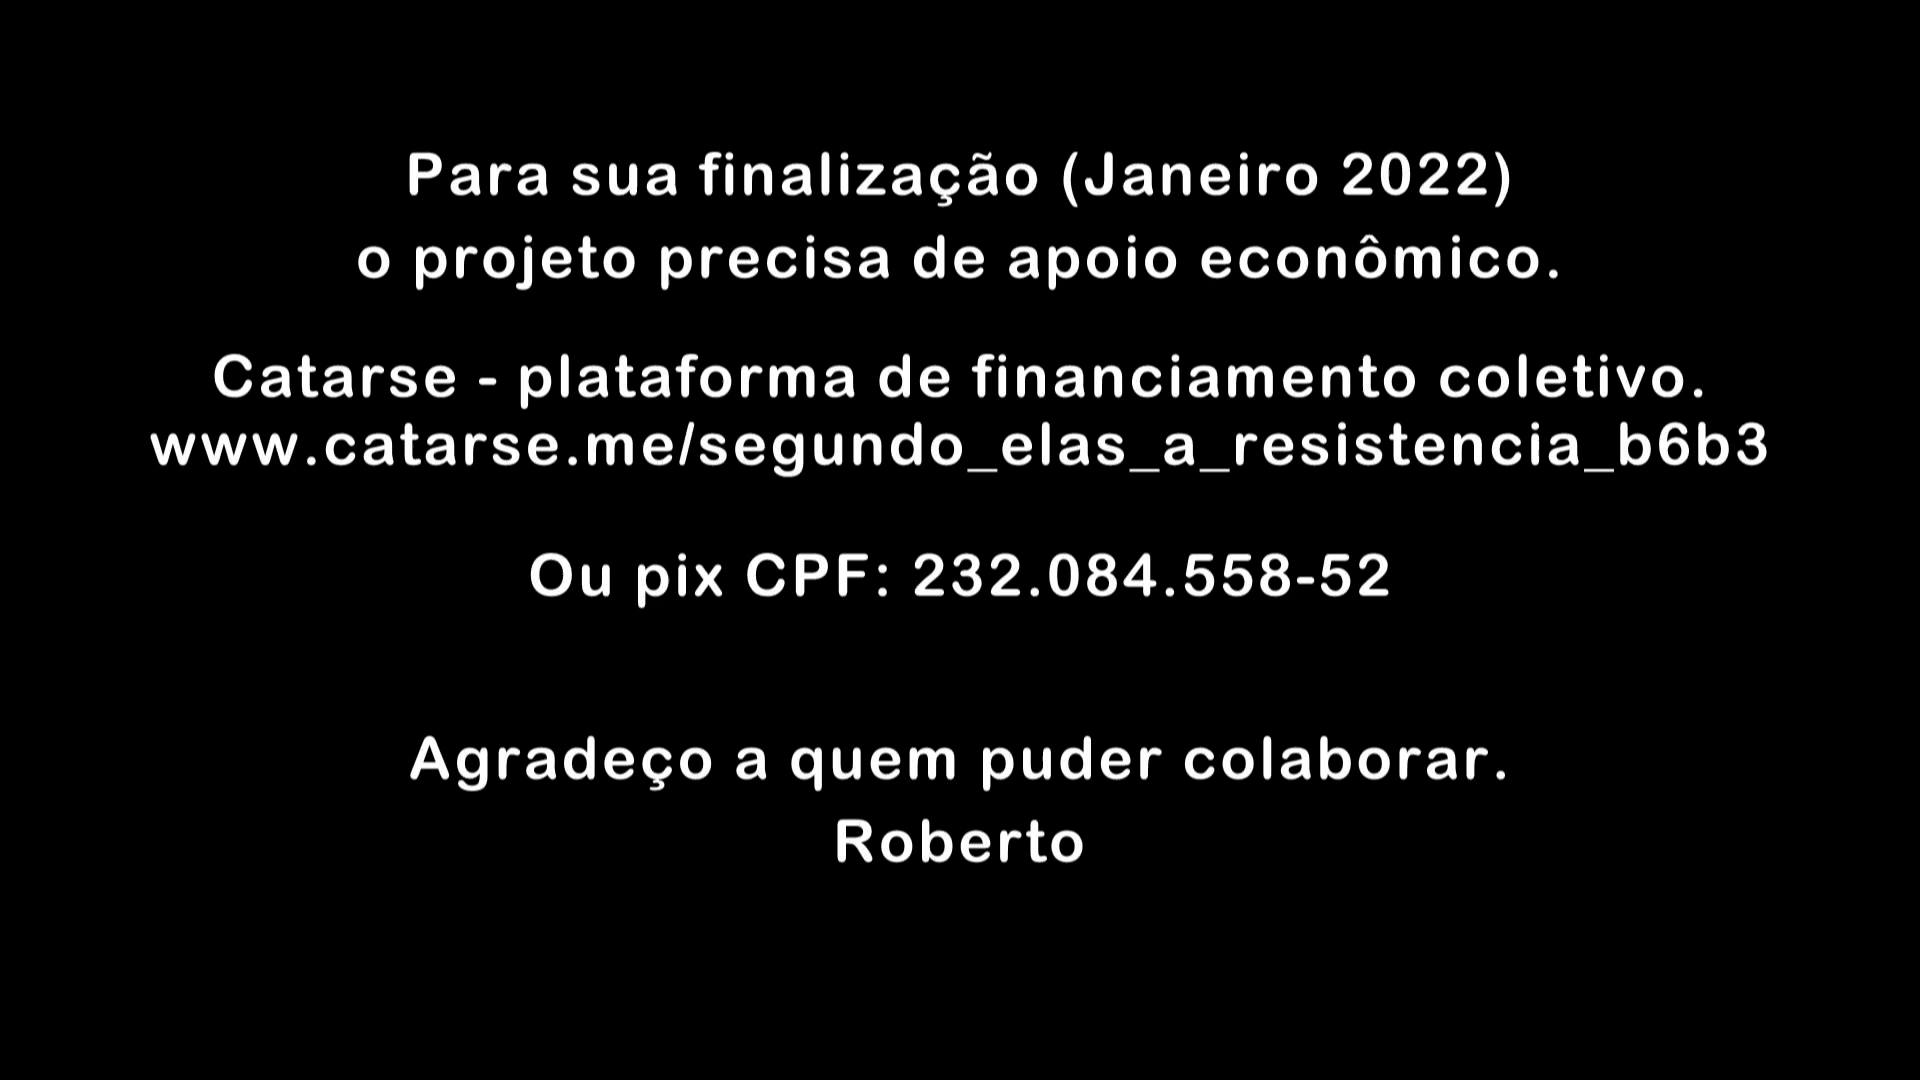 Para sua finalização (Janeiro 2022)
o projeto precisa de apoio econômico.
Catarse - plataforma de financiamento coletivo.
www.catarse.me/segundo_elas_a_resistencia_b6b3
Ou pix CPF: 232.084.558-52
Agradeço a quem puder colaborar.
Roberto